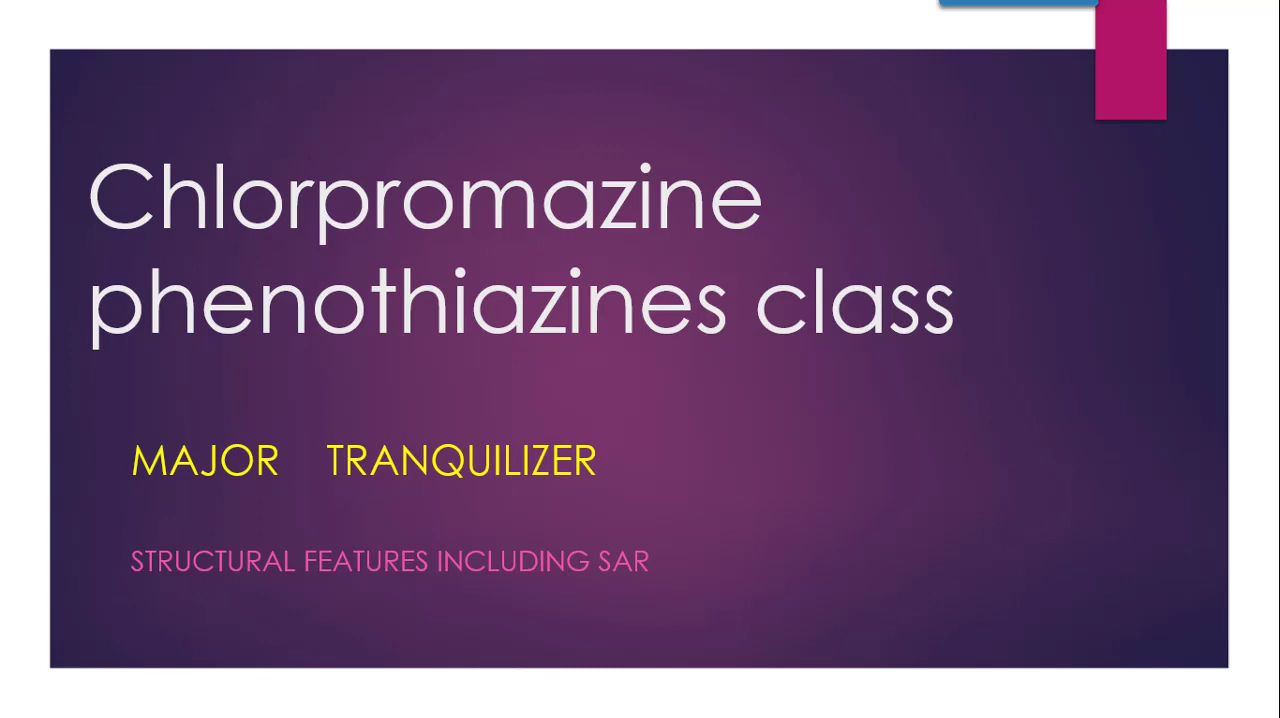 Chlorpromazine
phenothiazines class
MAJOR TRANQUILIZER
STRUCTURAL FEATURES INCLUDING SAR